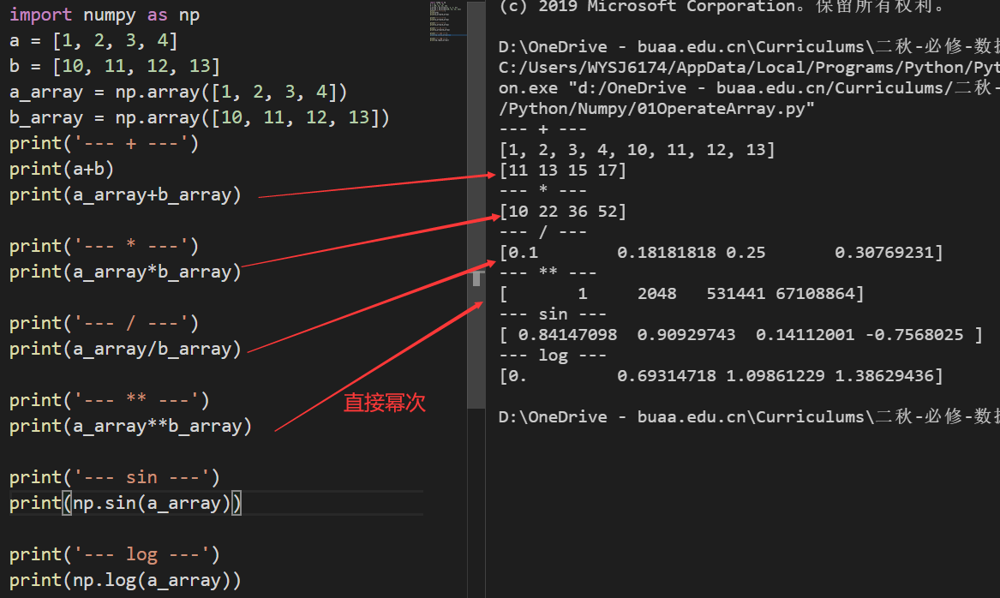 import numpy as np
a = [1, 2, 3, 4]
b = [10, 11, 12, 13]
a_array = np.array([1, 2, 3, 4])
b_array = np.array([10, 11, 12, 13])
print('--- + ---')
print(a+b)
print(a_array+b_array)
print('--- * ---')
print(a_array*b_array)
print('--- / ---')
print(a_array/b_array)
print('--- ** ---')
print(a_array**b_array)
直接幂次
print('--- sin ---')
print(np.sin(a_array))
print('--- log ---')
print(np.log(a_array))
(c) 2019 Microsoft Corporation。保留所有权利。
D:\OneDrive - buaa.edu.cn\Curriculums\二秋-必修-数
C:/Users/WYSJ6174/AppData/Local/Programs/Python/Pyt
on.exe "d:/OneDrive - buaa.edu.cn/Curriculums/二秋-
/Python/Numpy/01OperateArray.py"
--- + ---
[1, 2, 3, 4, 10, 11, 12, 13]
[11 13 15 17]
--- * ---
[10 22 36 52]
--- / ---
[0.1        0.18181818 0.25       0.30769231]
--- ** ---
[       1     2048   531441 67108864]
--- sin ---
[ 0.84147098  0.90929743  0.14112001 -0.7568025 ]
--- log ---
[0.         0.69314718 1.09861229 1.38629436]
D:\OneDrive - buaa.edu.cn\Curriculums\二秋-必修-数